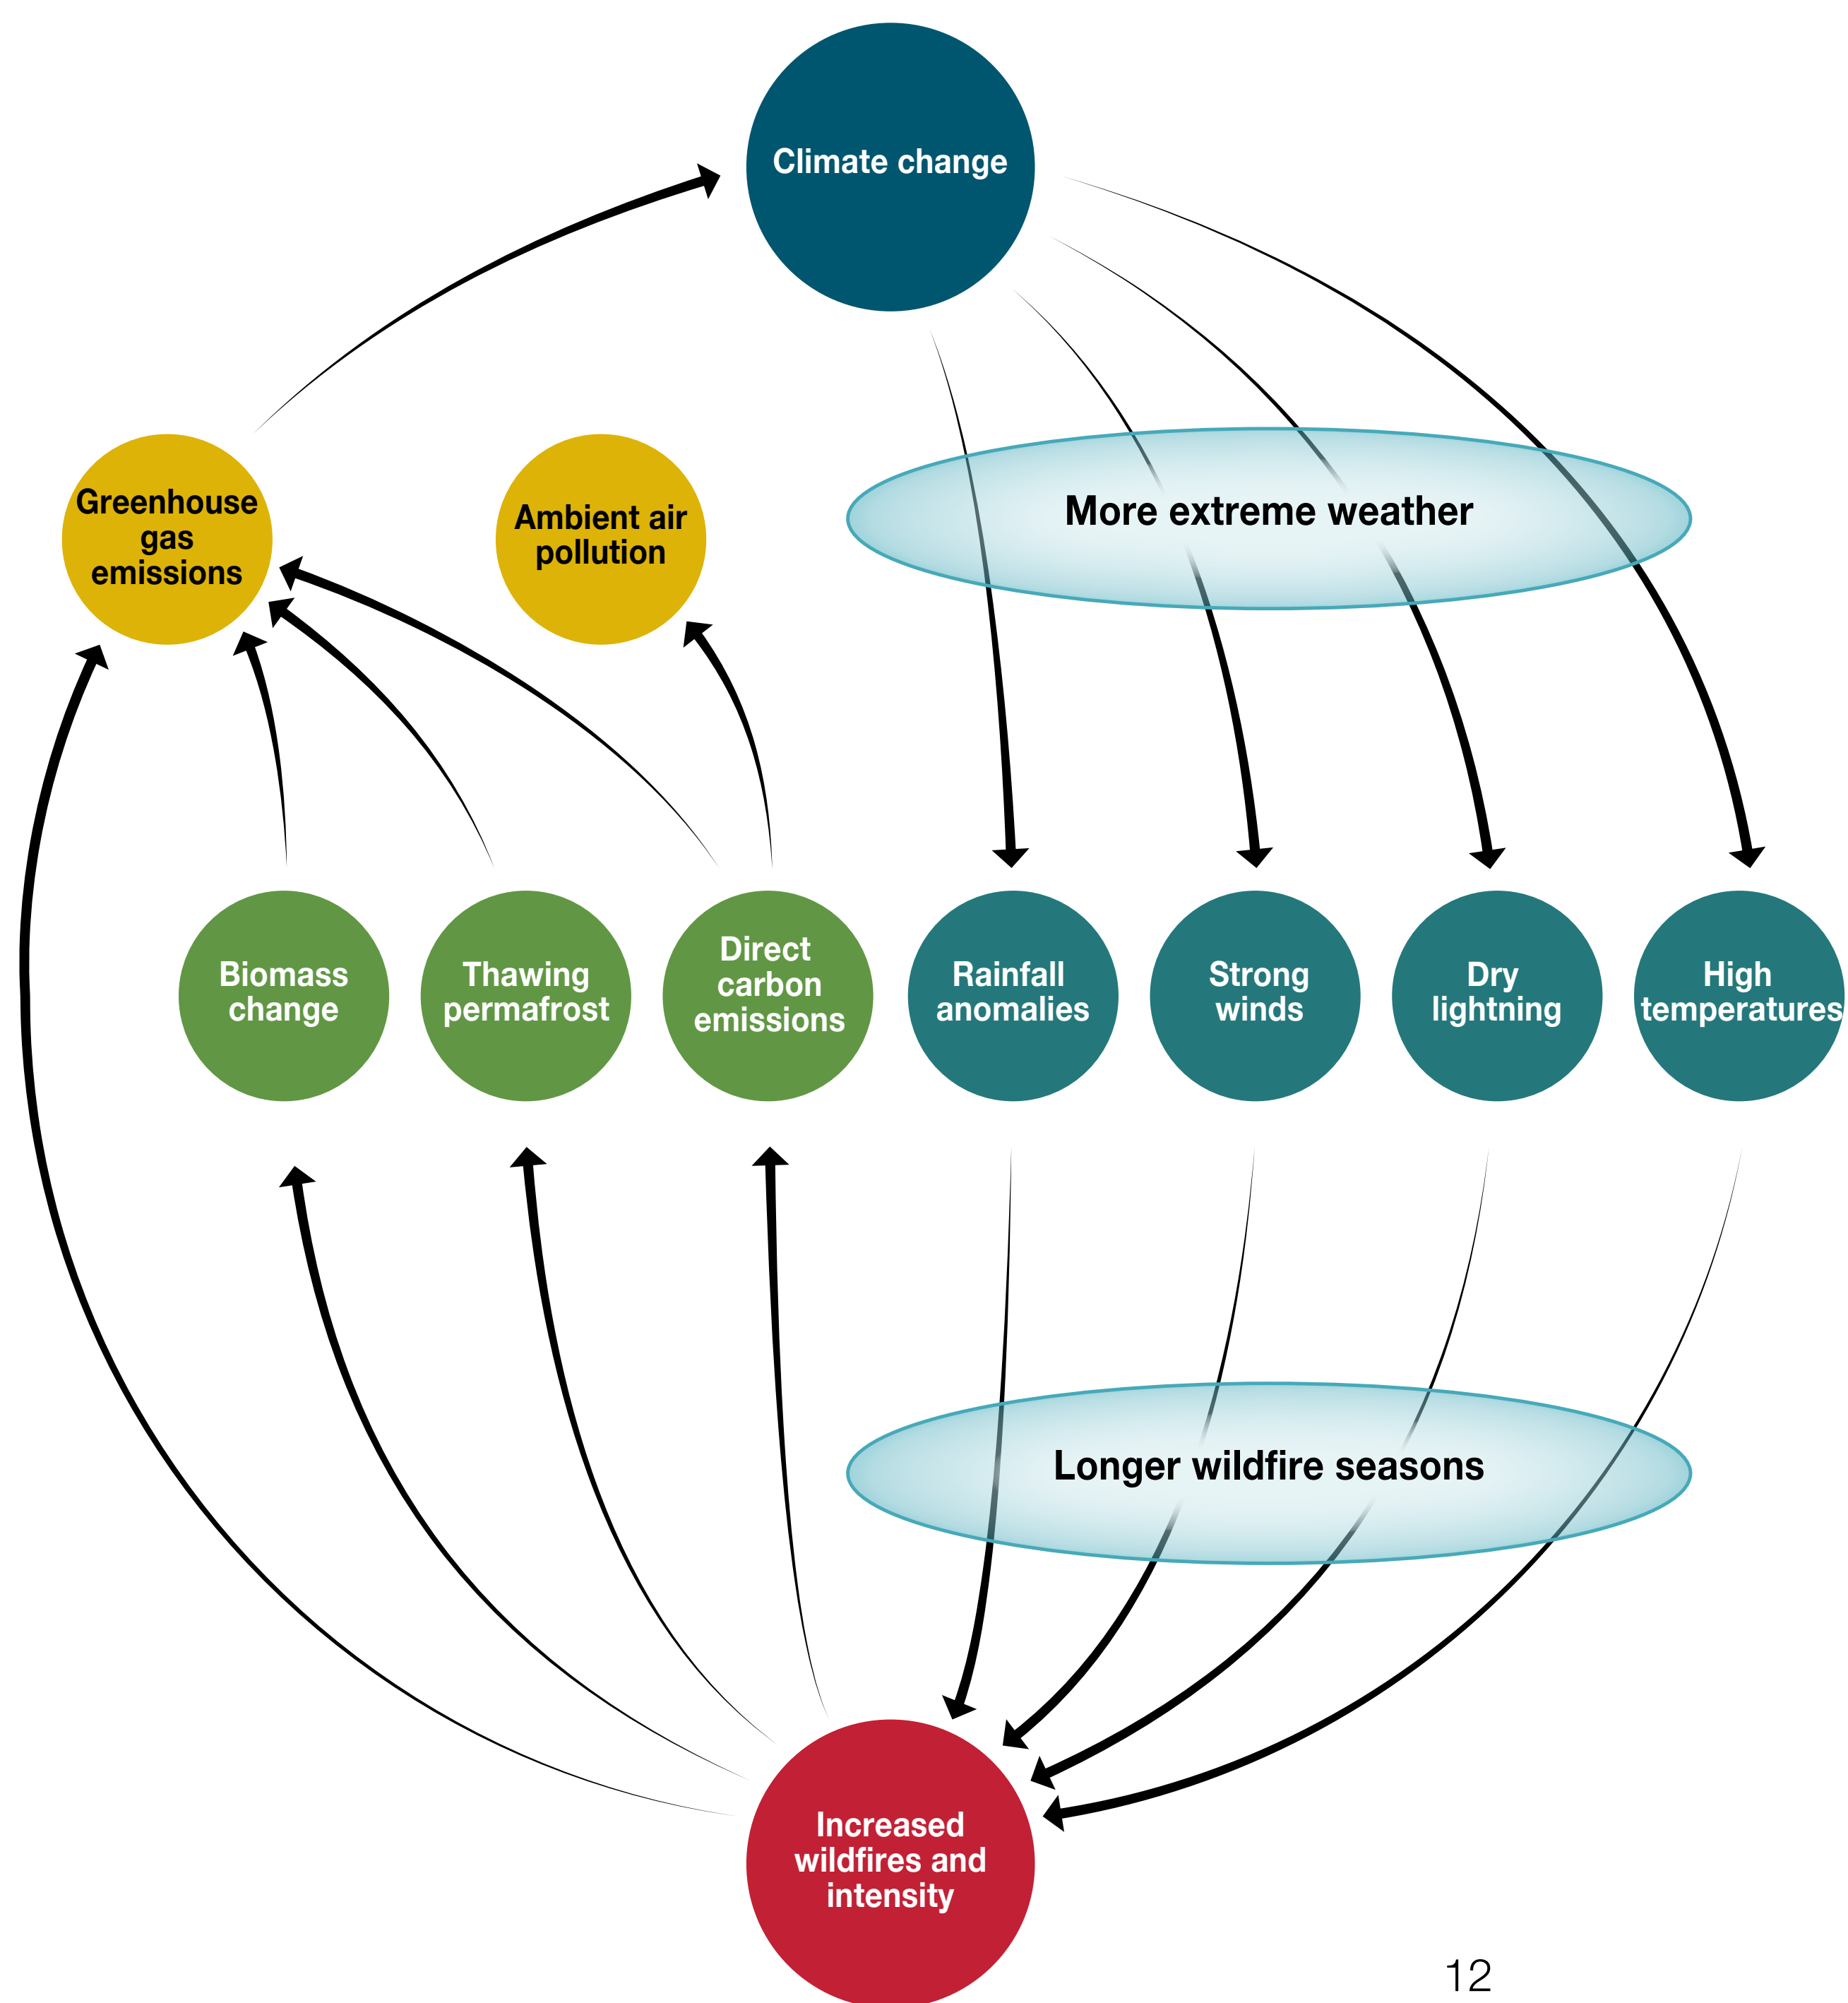 Climate change
Greenhouse
gas
emissions
Ambient air
pollution
More extreme weather
Biomass
change
Thawing
permafrost
Direct
carbon
emissions
Rainfall
anomalies
Strong
winds
Dry
lightning
High
temperatures
Longer wildfire seasons
Increased
wildfires and
intensity
12